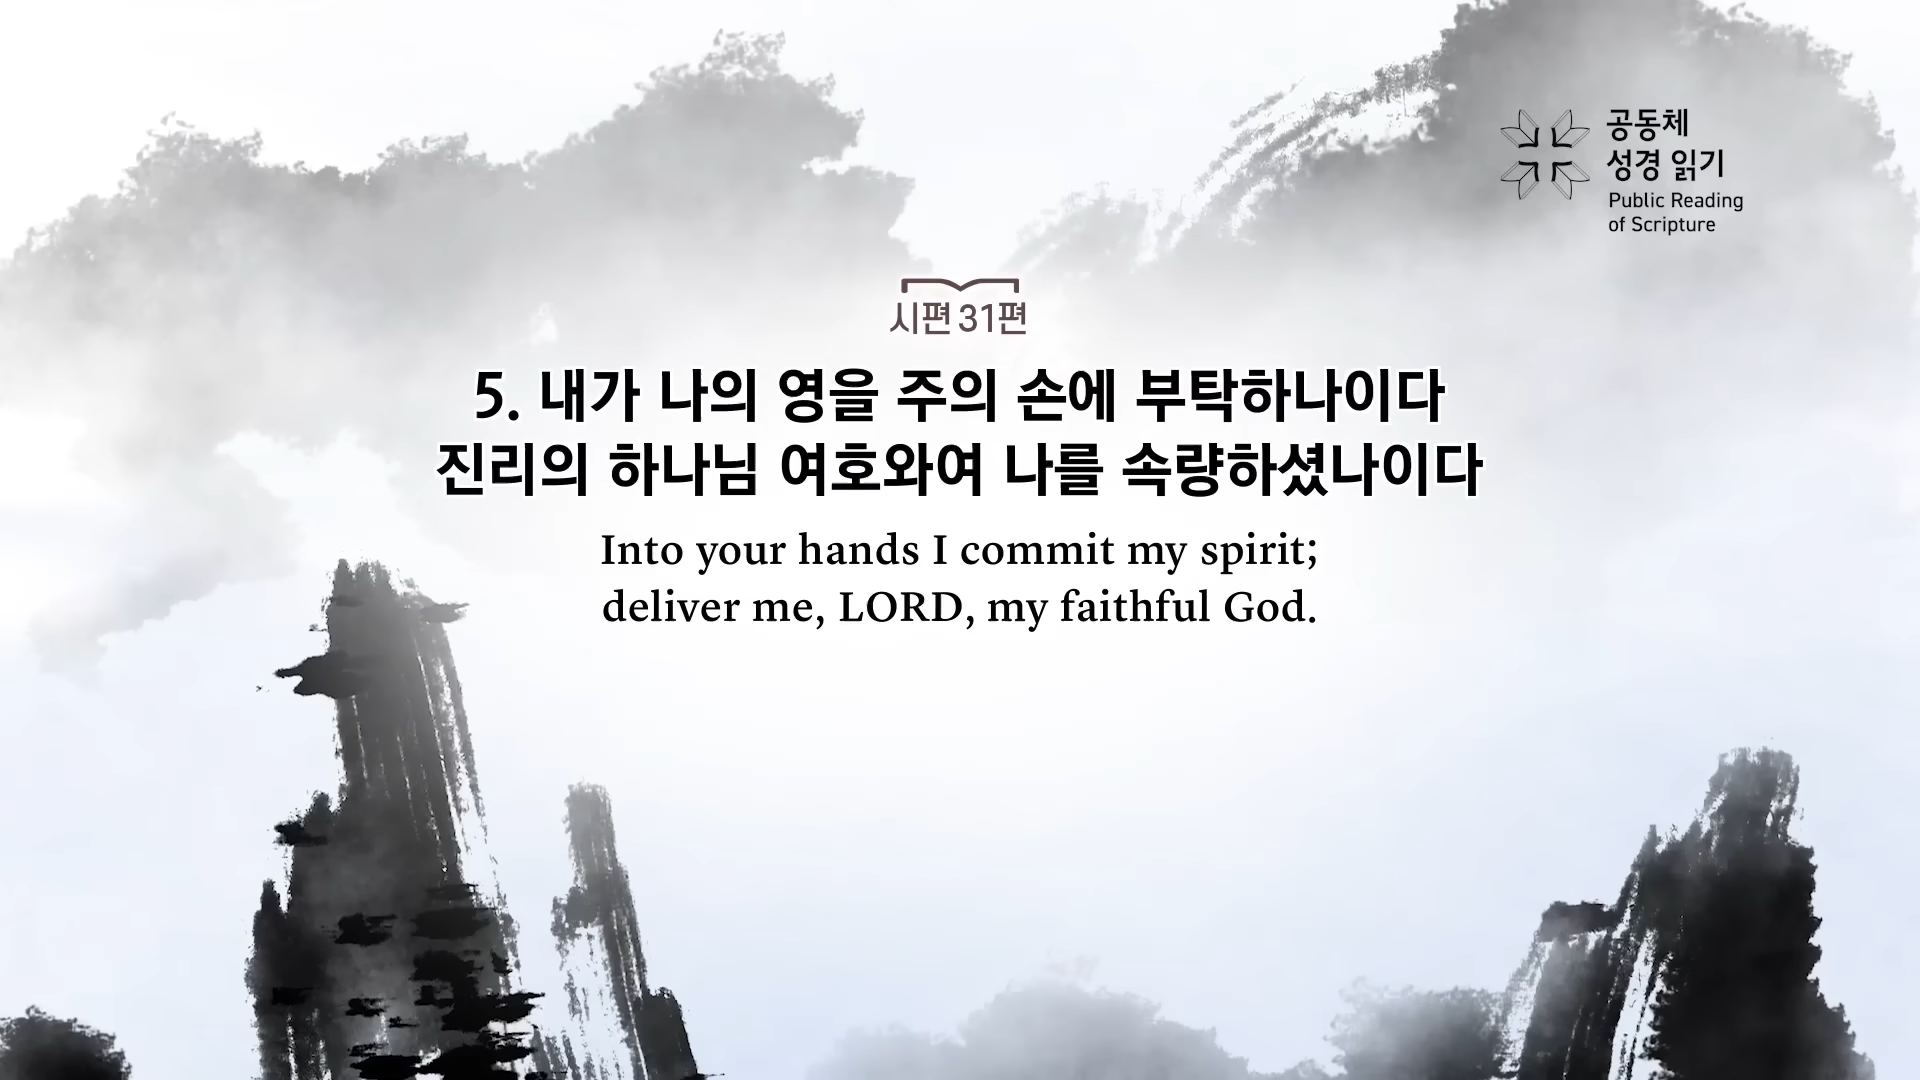 공동체
성경 읽기
Public Reading
of Scripture
시편 31편
5. 내가 나의 영을 주의 손에 부탁하나이다
진리의 하나님 여호와여 나를 속량하셨나이다
Into your hands I commit my spirit;
deliver me, LORD, my faithful God.